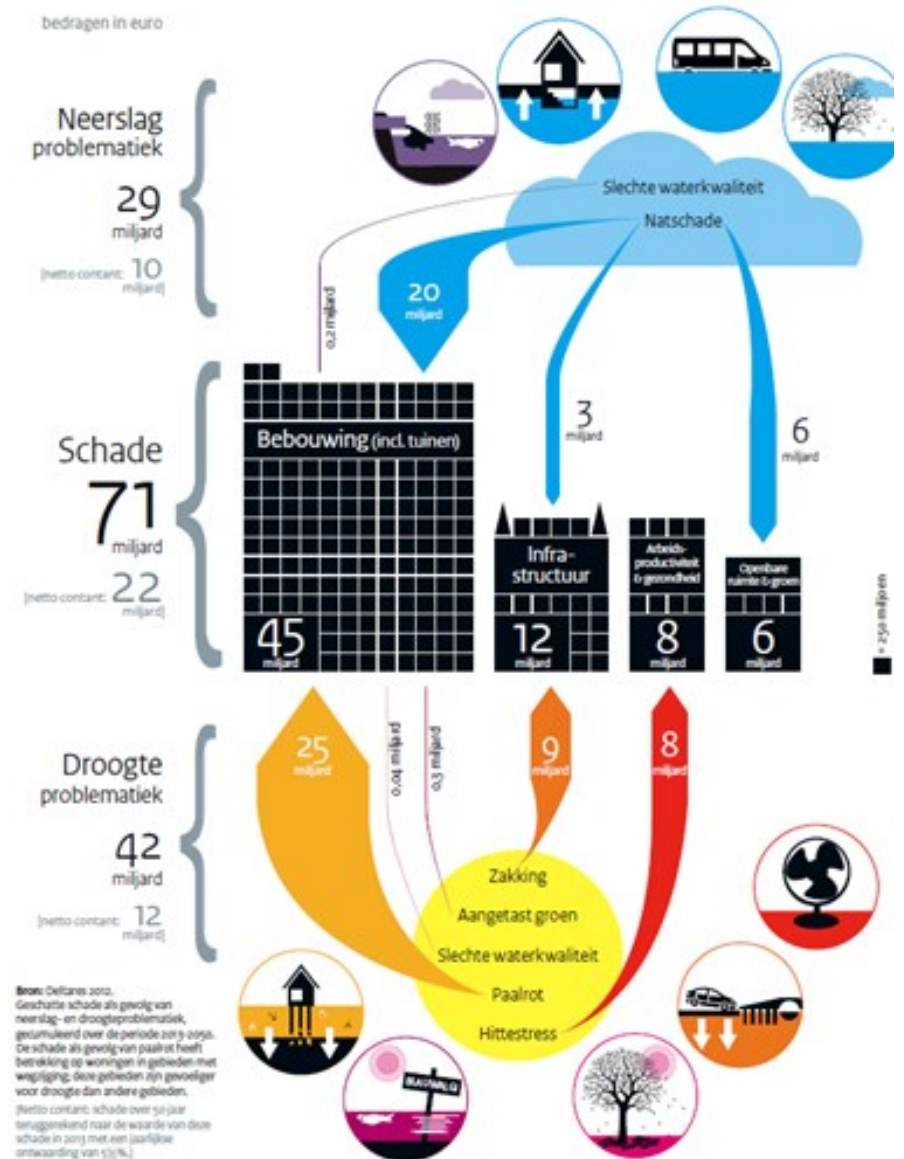 bedragen in euro
Neerslag
problematiek
29
miljard
[netto contant: 10
miljard]
Slechte waterkwaliteit
Natschade
0,2 miljard
20
miljard
3
miljard
6
miljard
Schade
71
miljard
[netto contant: 22
miljard]
Bebouwing (incl. tuinen)
45
miljard
Infra-
structuur
12
miljard
Arbeids-
productiviteit
& gezondheid
8
miljard
Openbare
ruimte & groen
6
miljard
= 250 miljoen
Droogte
problematiek
42
miljard
[netto contant: 12
miljard]
25
miljard
0,04 miljard
0,3 miljard
9
miljard
8
miljard
Zakking
Aangetast groen
Slechte waterkwaliteit
Paalrot
Hittestress
Bron: Deltares 2012.
Geschatte schade als gevolg van
neerslag- en droogteproblematiek,
gecumuleerd over de periode 2015-2050.
De schade als gevolg van paalrot heeft
betrekking op woningen in gebieden met
wegzijging; deze gebieden zijn gevoeliger
voor droogte dan andere gebieden.
[Netto contant: schade over 50 jaar
teruggerekend naar de waarde van deze
schade in 2013 met een jaarlijkse
ontwaarding van 5,5%.]